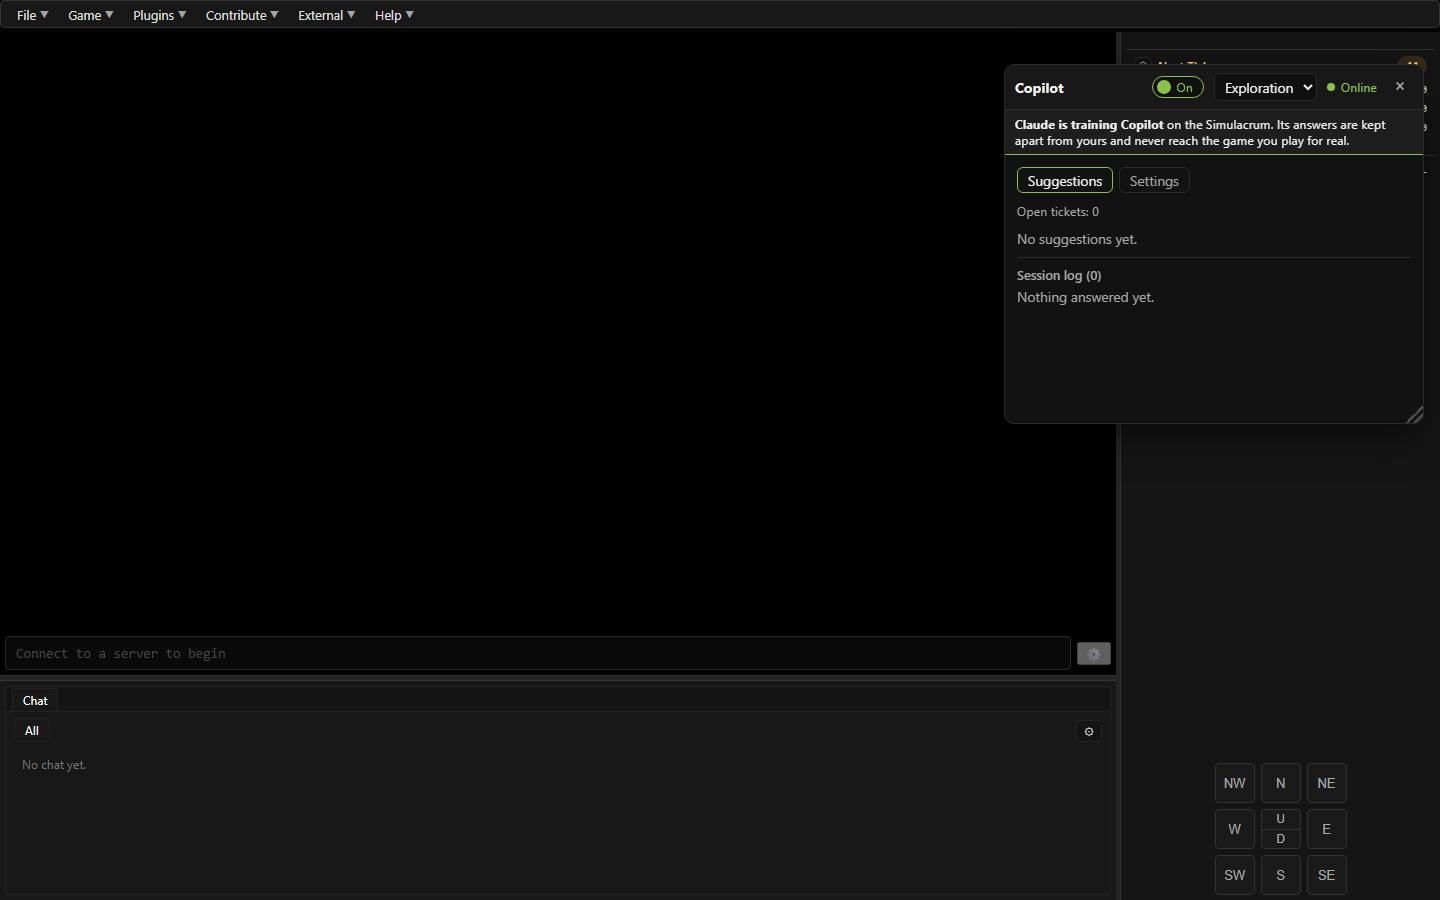 File Game Plugins Contribute External Help
Copilot On Exploration Online ×
Claude is training Copilot on the Simulacrum. Its answers are kept
apart from yours and never reach the game you play for real.
Suggestions Settings
Open tickets: 0
No suggestions yet.
Session log (0)
Nothing answered yet.
Connect to a server to begin
Chat
All
No chat yet.
NW N NE
W U E
D
SW S SE